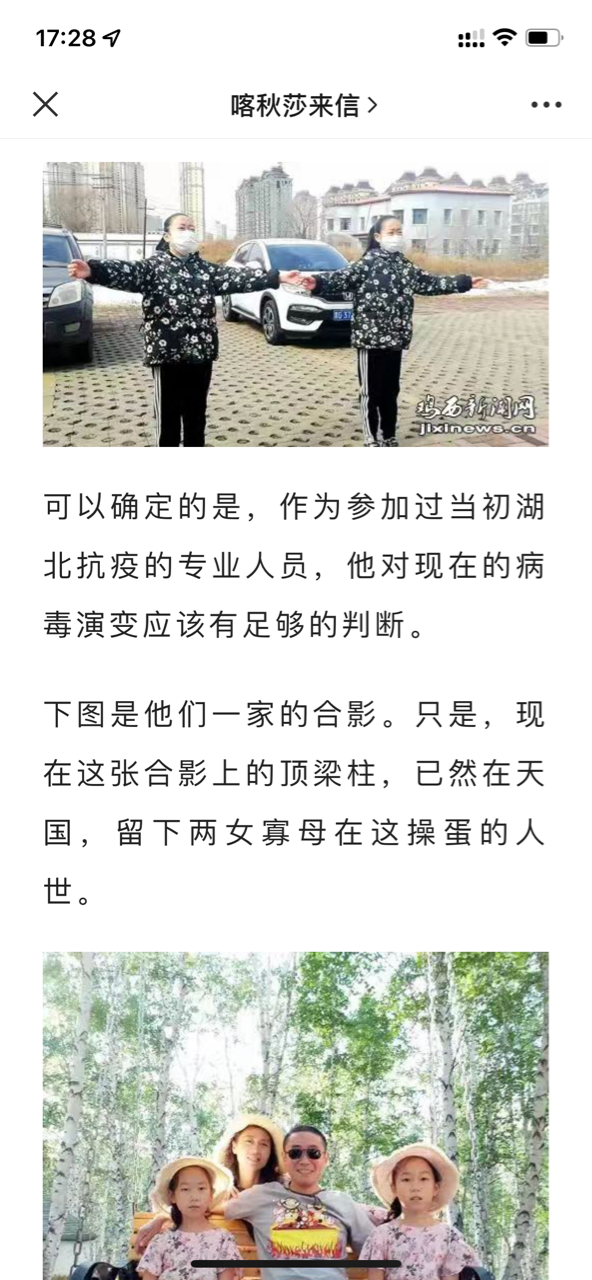 17:28
喀秋莎来信
鸡西新闻网
jixinews.cn
可以确定的是，作为参加过当初湖
北抗疫的专业人员，他对现在的病
毒演变应该有足够的判断。
下图是他们一家的合影。只是，现
在这张合影上的顶梁柱，已然在天
国，留下两女寡母在这操蛋的人
世。